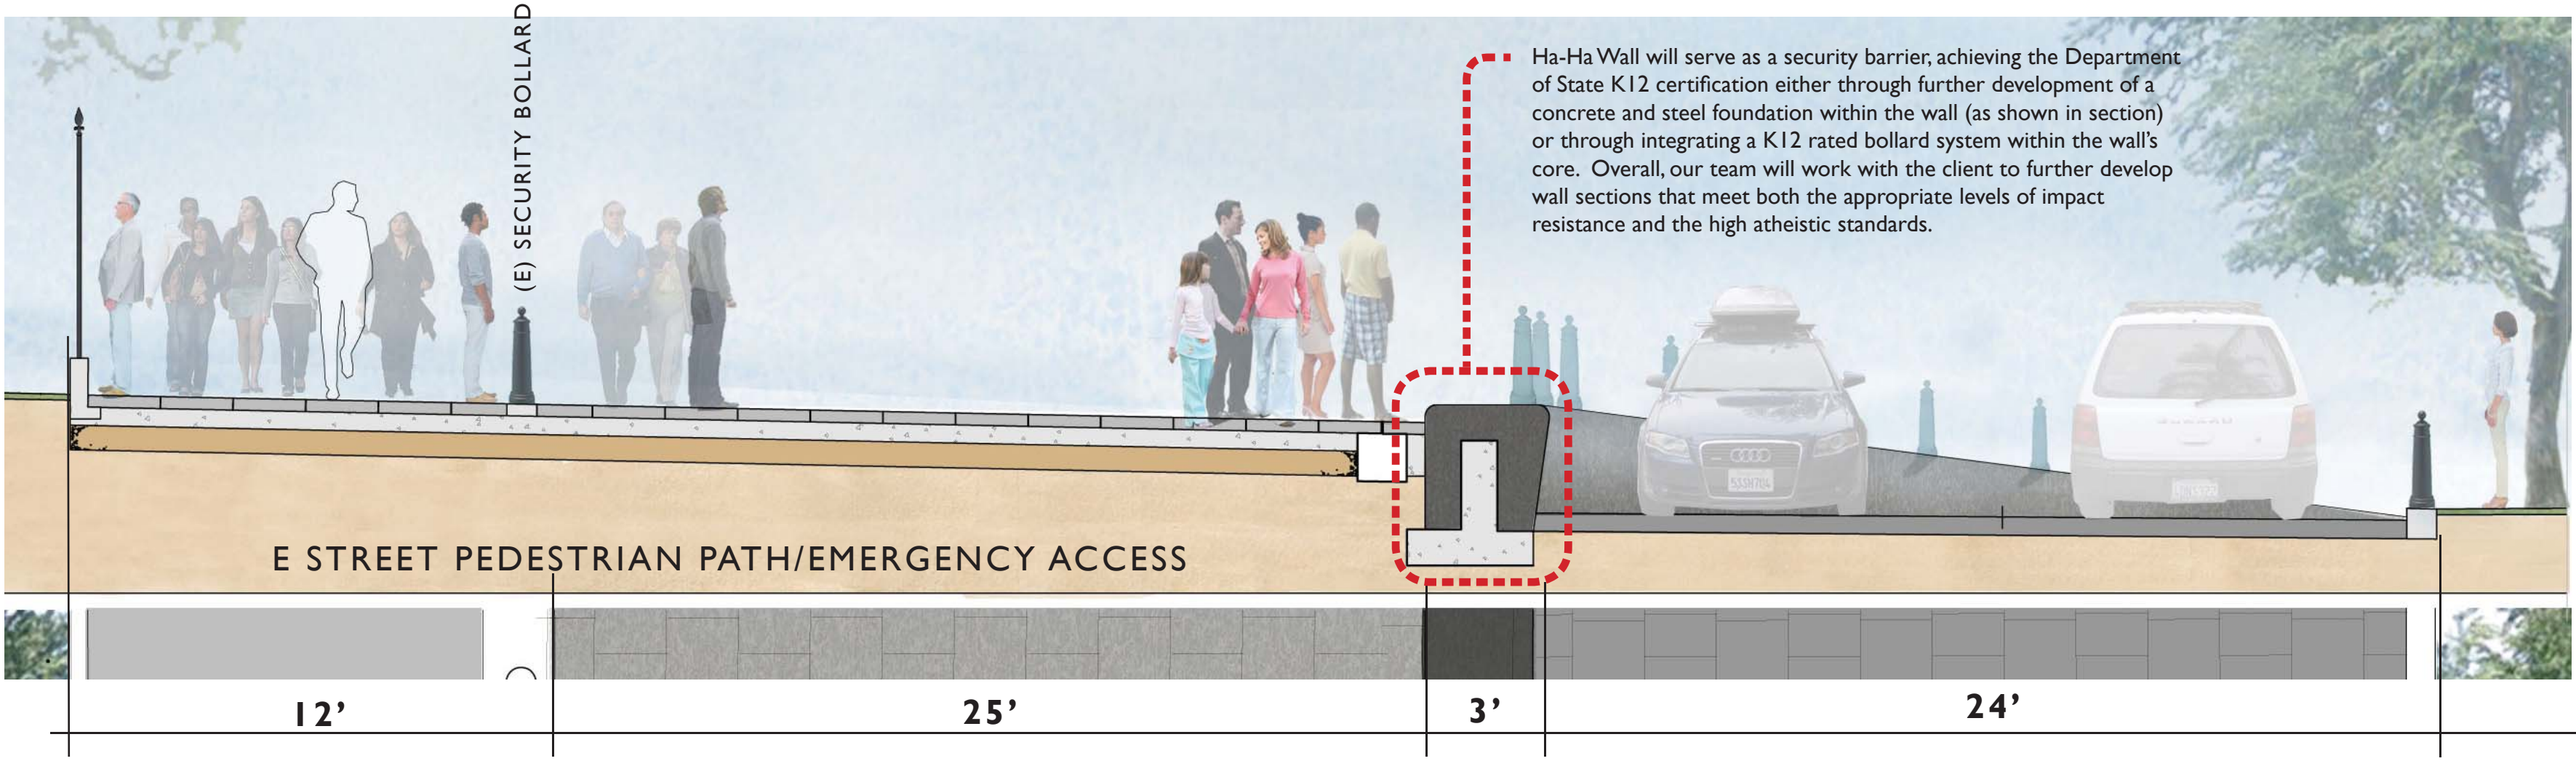 (E) SECURITY BOLLARD
Ha-Ha Wall will serve as a security barrier, achieving the Department
of State K12 certification either through further development of a
concrete and steel foundation within the wall (as shown in section)
or through integrating a K12 rated bollard system within the wall's
core. Overall, our team will work with the client to further develop
wall sections that meet both the appropriate levels of impact
resistance and the high atheistic standards.
E STREET PEDESTRIAN PATH/EMERGENCY ACCESS
12’
25’
3’
24’